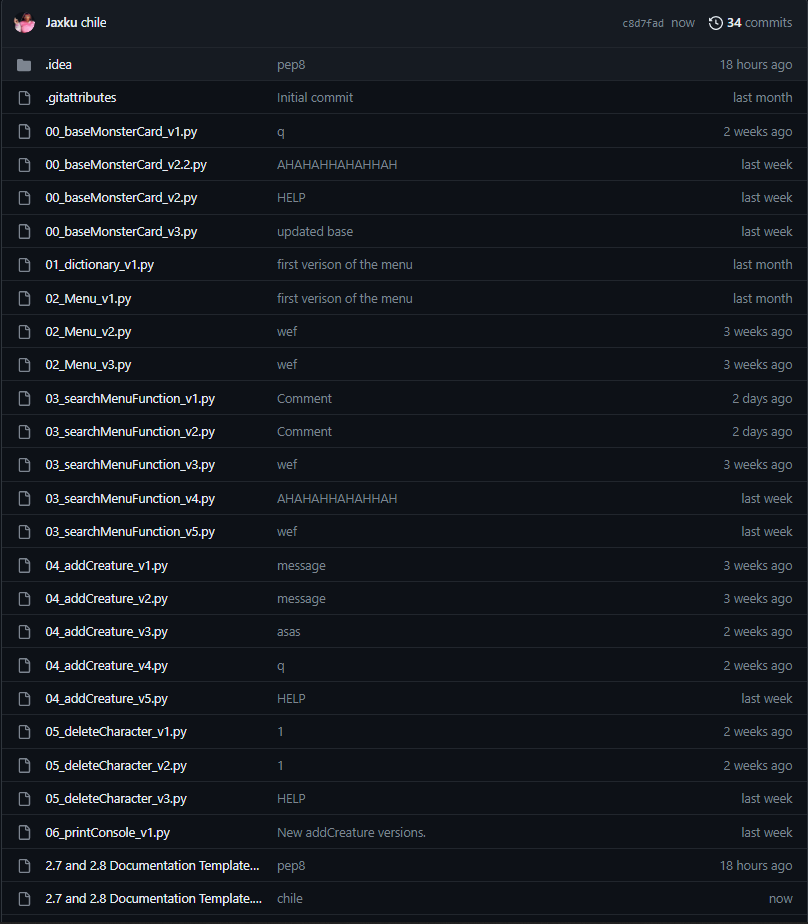 Jaxku chile c8d7fad now 34 commits
.idea pep8 18 hours ago
.gitattributes Initial commit last month
00_baseMonsterCard_v1.py q 2 weeks ago
00_baseMonsterCard_v2.2.py AHAHAHHAHAHHAH last week
00_baseMonsterCard_v2.py HELP last week
00_baseMonsterCard_v3.py updated base last week
01_dictionary_v1.py first verison of the menu last month
02_Menu_v1.py first verison of the menu last month
02_Menu_v2.py wef 3 weeks ago
02_Menu_v3.py wef 3 weeks ago
03_searchMenuFunction_v1.py Comment 2 days ago
03_searchMenuFunction_v2.py Comment 2 days ago
03_searchMenuFunction_v3.py wef 3 weeks ago
03_searchMenuFunction_v4.py AHAHAHHAHAHHAH last week
03_searchMenuFunction_v5.py wef last week
04_addCreature_v1.py message 3 weeks ago
04_addCreature_v2.py message 3 weeks ago
04_addCreature_v3.py asas 2 weeks ago
04_addCreature_v4.py q 2 weeks ago
04_addCreature_v5.py HELP last week
05_deleteCharacter_v1.py 1 2 weeks ago
05_deleteCharacter_v2.py 1 2 weeks ago
05_deleteCharacter_v3.py HELP last week
06_printConsole_v1.py New addCreature versions. last week
2.7 and 2.8 Documentation Template... pep8 18 hours ago
2.7 and 2.8 Documentation Template.... chile now